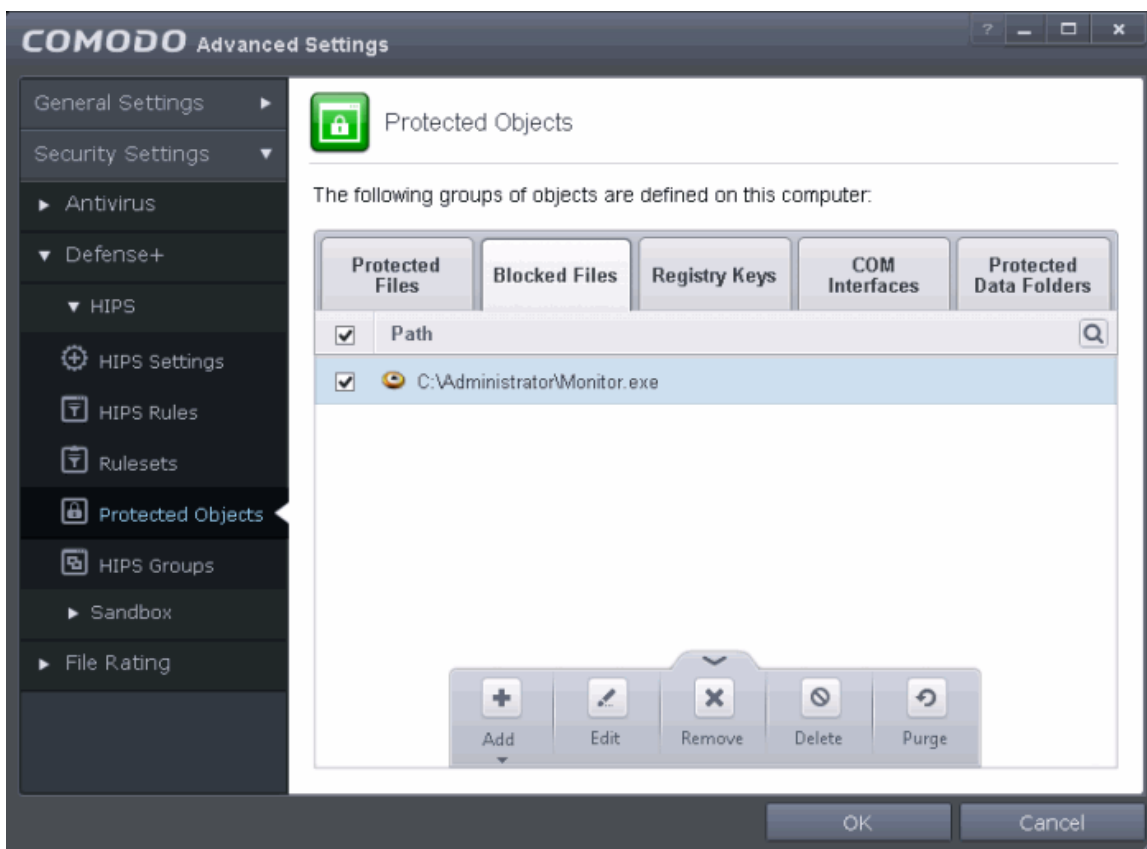 COMODO Advanced Settings
?
General Settings
Security Settings
Antivirus
Defense+
HIPS
HIPS Settings
HIPS Rules
Rulesets
Protected Objects
HIPS Groups
Sandbox
File Rating
Protected Objects
The following groups of objects are defined on this computer:
Protected
Files
Blocked Files
Registry Keys
COM
Interfaces
Protected
Data Folders
Path
C:\Administrator\Monitor.exe
Add
Edit
Remove
Delete
Purge
OK
Cancel